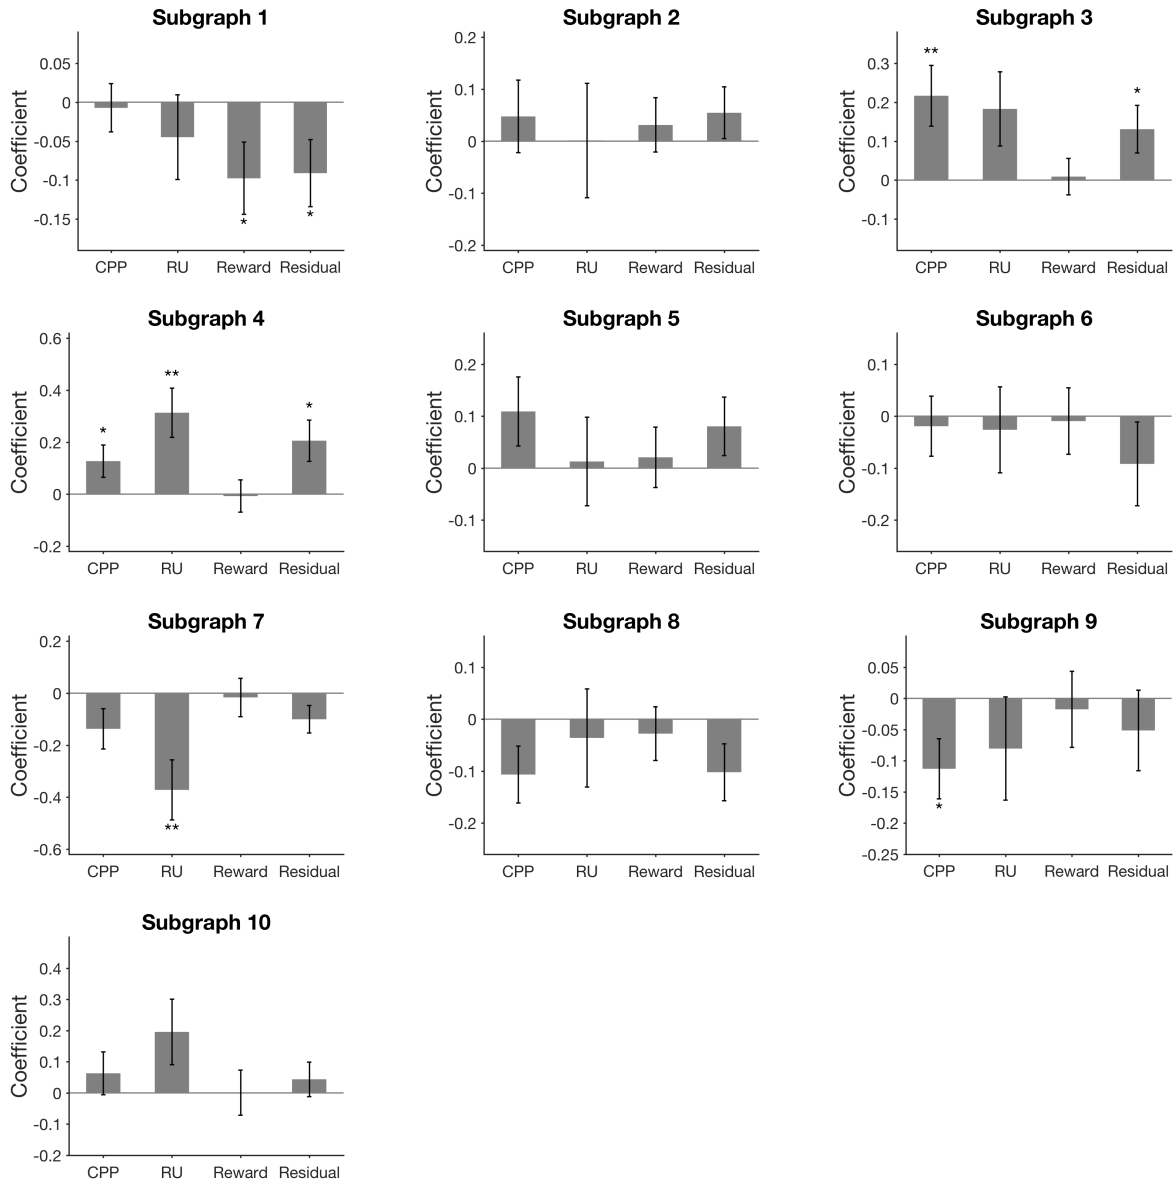 Subgraph 1
Coefficient
0.05
0
-0.05
-0.1
-0.15
*
*
CPP RU Reward Residual
Subgraph 2
Coefficient
0.2
0.1
0
-0.1
-0.2
CPP RU Reward Residual
Subgraph 3
Coefficient
0.3
0.2
0.1
0
-0.1
**
*
CPP RU Reward Residual
Subgraph 4
Coefficient
0.6
0.4
0.2
0
-0.2
*
**
*
CPP RU Reward Residual
Subgraph 5
Coefficient
0.2
0.1
0
-0.1
CPP RU Reward Residual
Subgraph 6
Coefficient
0.1
0
-0.1
-0.2
CPP RU Reward Residual
Subgraph 7
Coefficient
0.2
0
-0.2
-0.4
-0.6
**
CPP RU Reward Residual
Subgraph 8
Coefficient
0.1
0
-0.1
-0.2
CPP RU Reward Residual
Subgraph 9
Coefficient
0.05
0
-0.05
-0.1
-0.15
-0.2
-0.25
*
CPP RU Reward Residual
Subgraph 10
Coefficient
0.4
0.3
0.2
0.1
0
-0.1
-0.2
CPP RU Reward Residual